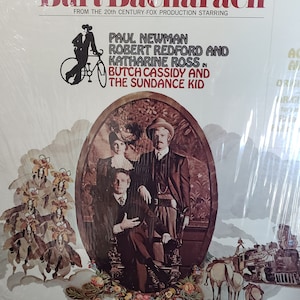 Burt Bacharach
FROM THE 20th CENTURY-FOX PRODUCTION STARRING
PAUL NEWMAN
ROBERT REDFORD AND
KATHARINE ROSS IN
BUTCH CASSIDY AND
THE SUNDANCE KID